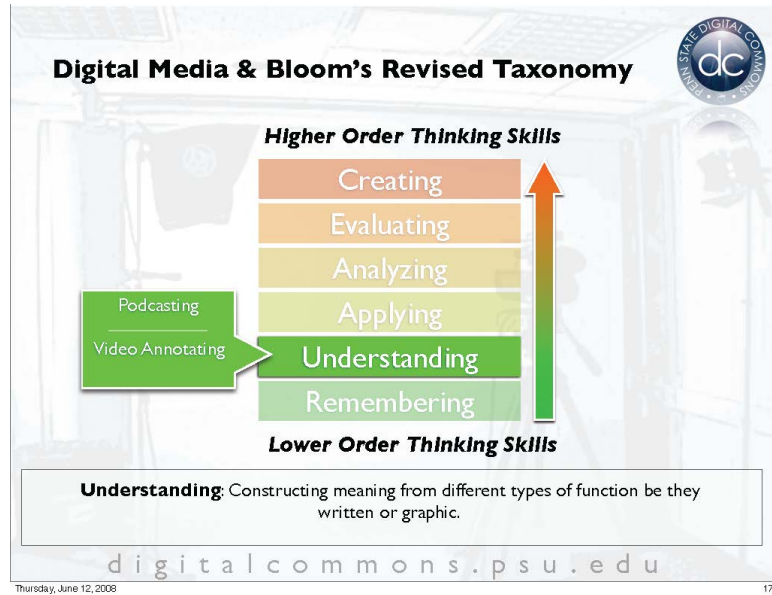 Digital Media & Bloom's Revised Taxonomy
PENN STATE DIGITAL COMMONS
dc
Higher Order Thinking Skills
Creating
Evaluating
Analyzing
Applying
Podcasting
Video Annotating
Understanding
Remembering
Lower Order Thinking Skills
Understanding: Constructing meaning from different types of function be they
written or graphic.
digitalcommons.psu.edu
Thursday, June 12, 2008
17